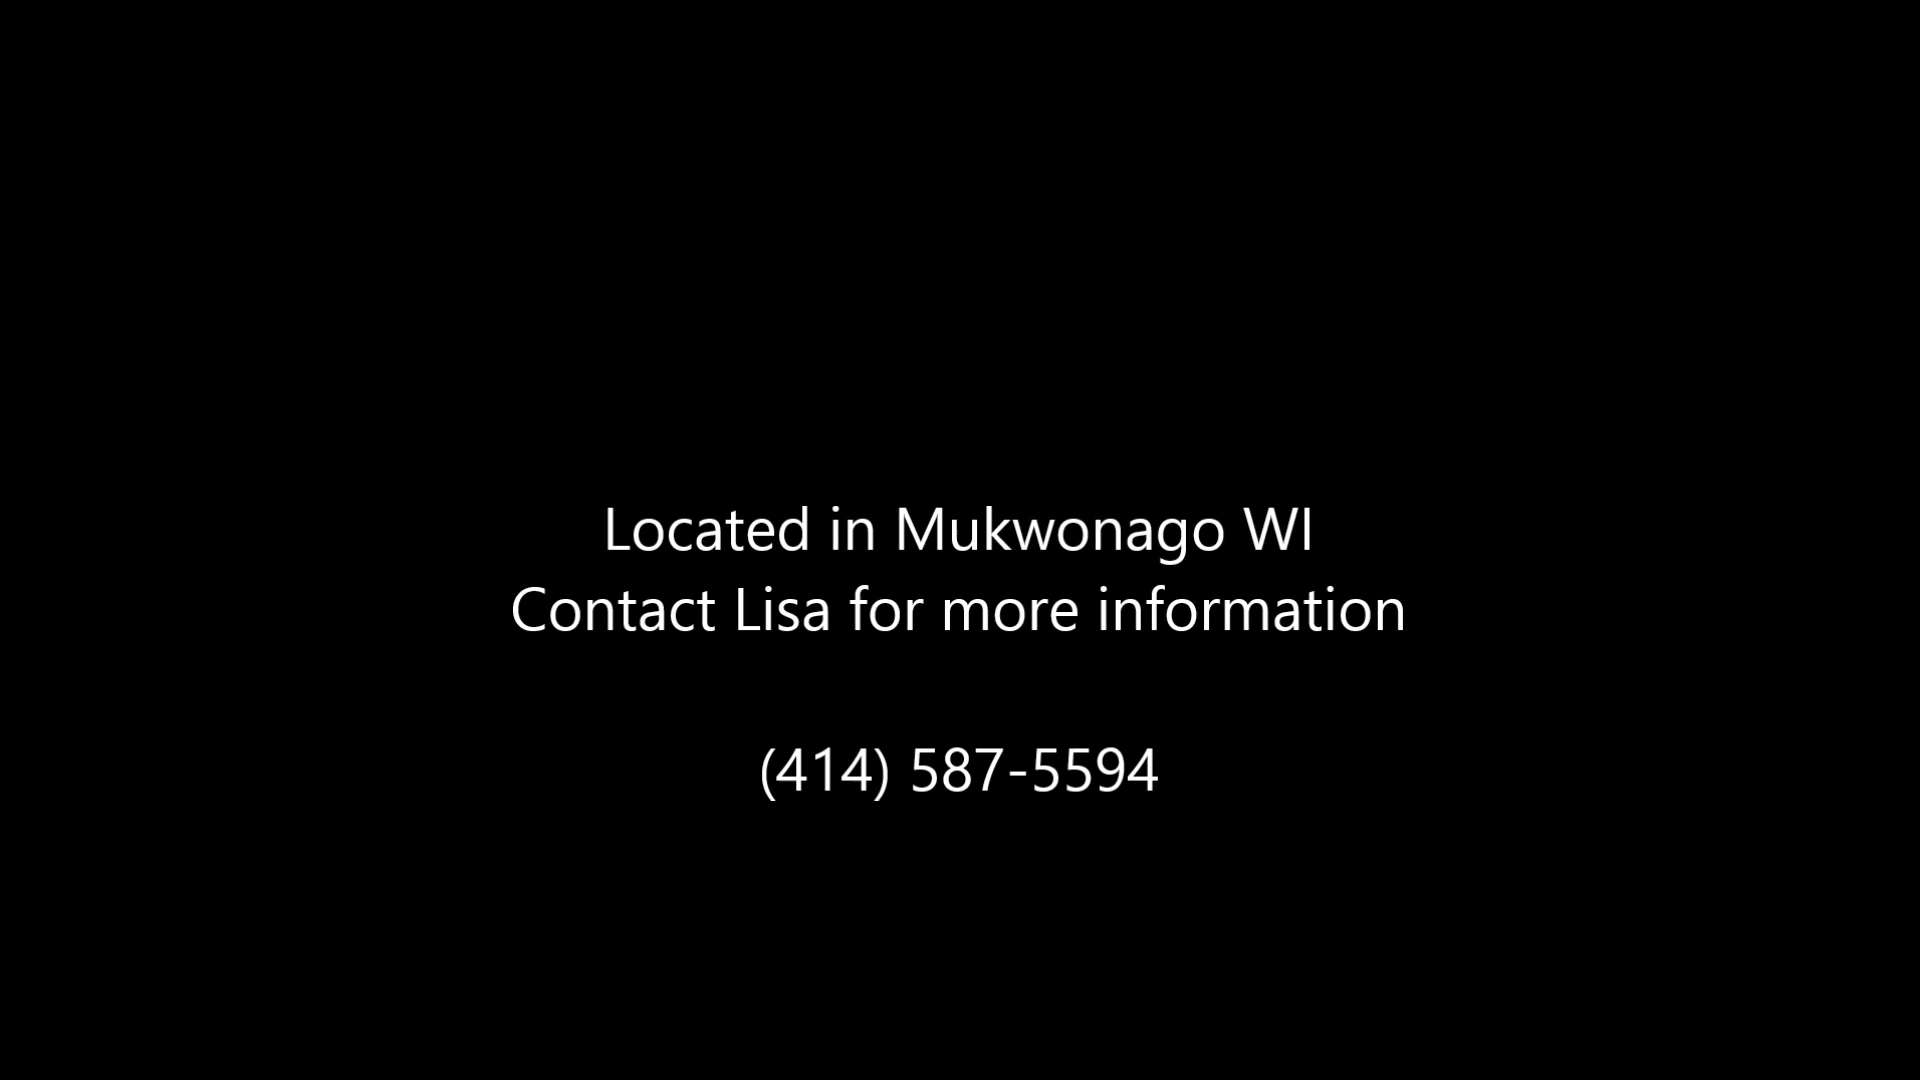 Located in Mukwonago WI
Contact Lisa for more information
(414) 587-5594